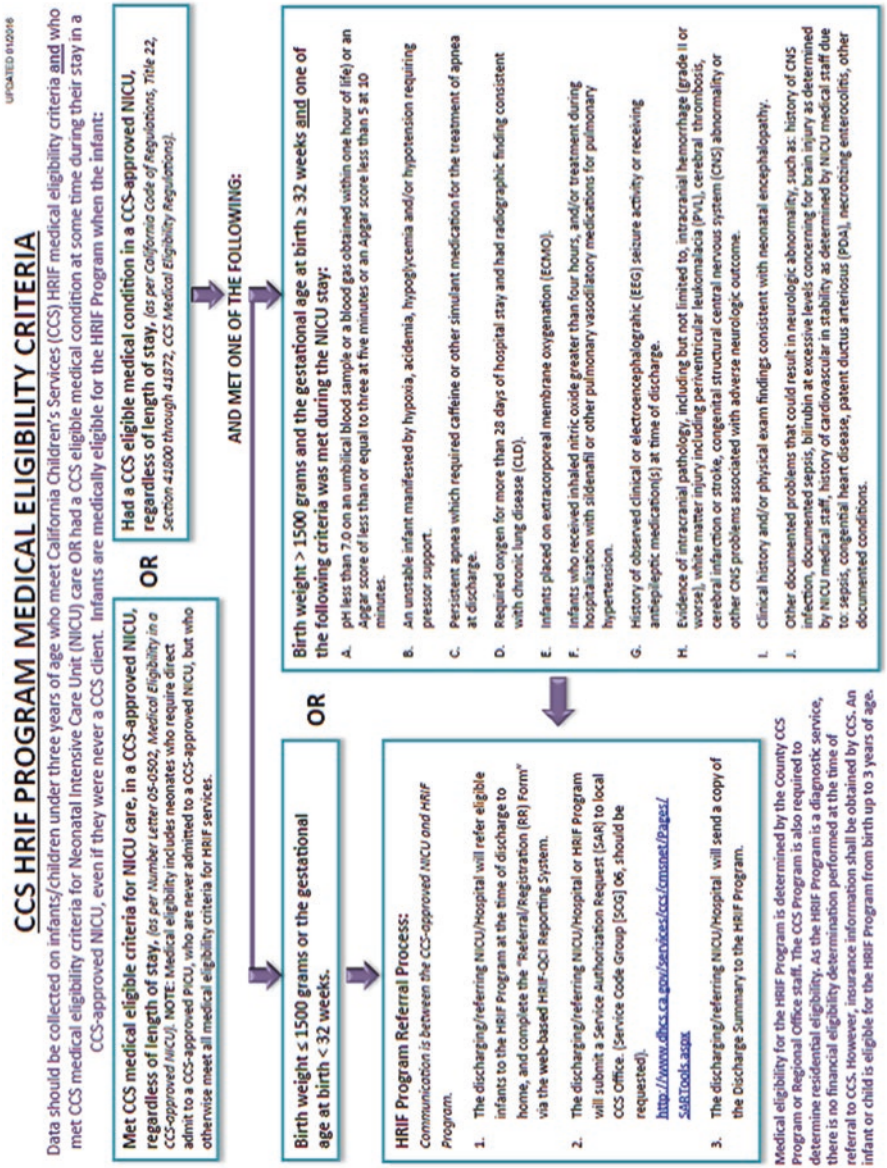 UPDATED 01/2016
CCS HRIF PROGRAM MEDICAL ELIGIBILITY CRITERIA
Data should be collected on infants/children under three years of age who meet California Children's Services (CCS) HRIF medical eligibility criteria and who
met CCS medical eligibility criteria for Neonatal Intensive Care Unit (NICU) care OR had a CCS eligible medical condition at some time during their stay in a
CCS-approved NICU, even if they were never a CCS client. Infants are medically eligible for the HRIF Program when the infant:
Met CCS medical eligible criteria for NICU care, in a CCS-approved NICU,
regardless of length of stay, (as per Number Letter 05-0502, Medical Eligibility in a
CCS-approved NICU). NOTE: Medical eligibility includes neonates who require direct
admit to a CCS-approved PICU, who are never admitted to a CCS-approved NICU, but who
otherwise meet all medical eligibility criteria for HRIF services.
OR
Had a CCS eligible medical condition in a CCS-approved NICU,
regardless of length of stay, (as per California Code of Regulations, Title 22,
Section 41800 through 41872, CCS Medical Eligibility Regulations).
AND MET ONE OF THE FOLLOWING:
Birth weight ≤ 1500 grams or the gestational
age at birth < 32 weeks.
OR
Birth weight > 1500 grams and the gestational age at birth ≥ 32 weeks and one of
the following criteria was met during the NICU stay:
A. pH less than 7.0 on an umbilical blood sample or a blood gas obtained within one hour of life) or an
Apgar score of less than or equal to three at five minutes or an Apgar score less than 5 at 10
minutes.
B. An unstable infant manifested by hypoxia, acidemia, hypoglycemia and/or hypotension requiring
pressor support.
C. Persistent apnea which required caffeine or other simulant medication for the treatment of apnea
at discharge.
D. Required oxygen for more than 28 days of hospital stay and had radiographic finding consistent
with chronic lung disease (CLD).
E. Infants placed on extracorporeal membrane oxygenation (ECMO).
F. Infants who received inhaled nitric oxide greater than four hours, and/or treatment during
hospitalization with sildenafil or other pulmonary vasodilatory medications for pulmonary
hypertension.
G. History of observed clinical or electroencephalograhic (EEG) seizure activity or receiving
antiepileptic medication(s) at time of discharge.
H. Evidence of intracranial pathology, including but not limited to, intracranial hemorrhage (grade II or
worse), white matter injury including periventricular leukomalacia (PVL), cerebral thrombosis,
cerebral infarction or stroke, congenital structural central nervous system (CNS) abnormality or
other CNS problems associated with adverse neurologic outcome.
I. Clinical history and/or physical exam findings consistent with neonatal encephalopathy.
J. Other documented problems that could result in neurologic abnormality, such as: history of CNS
infection, documented sepsis, bilirubin at excessive levels concerning for brain injury as determined
by NICU medical staff, history of cardiovascular in stability as determined by NICU medical staff due
to: sepsis, congenital heart disease, patent ductus arteriosus (PDA), necrotizing enterocolitis, other
documented conditions.
HRIF Program Referral Process:
Communication is between the CCS-approved NICU and HRIF
Program.
1. The discharging/referring NICU/Hospital will refer eligible
infants to the HRIF Program at the time of discharge to
home, and complete the "Referral/Registration (RR) Form"
via the web-based HRIF-QCI Reporting System.
2. The discharging/referring NICU/Hospital or HRIF Program
will submit a Service Authorization Request (SAR) to local
CCS Office. (Service Code Group [SCG] 06, should be
requested).
http://www.dhcs.ca.gov/services/ccs/cmsnet/Pages/
SARTools.aspx
3. The discharging/referring NICU/Hospital will send a copy of
the Discharge Summary to the HRIF Program.
Medical eligibility for the HRIF Program is determined by the County CCS
Program or Regional Office staff. The CCS Program is also required to
determine residential eligibility. As the HRIF Program is a diagnostic service,
there is no financial eligibility determination performed at the time of
referral to CCS. However, insurance information shall be obtained by CCS. An
infant or child is eligible for the HRIF Program from birth up to 3 years of age.